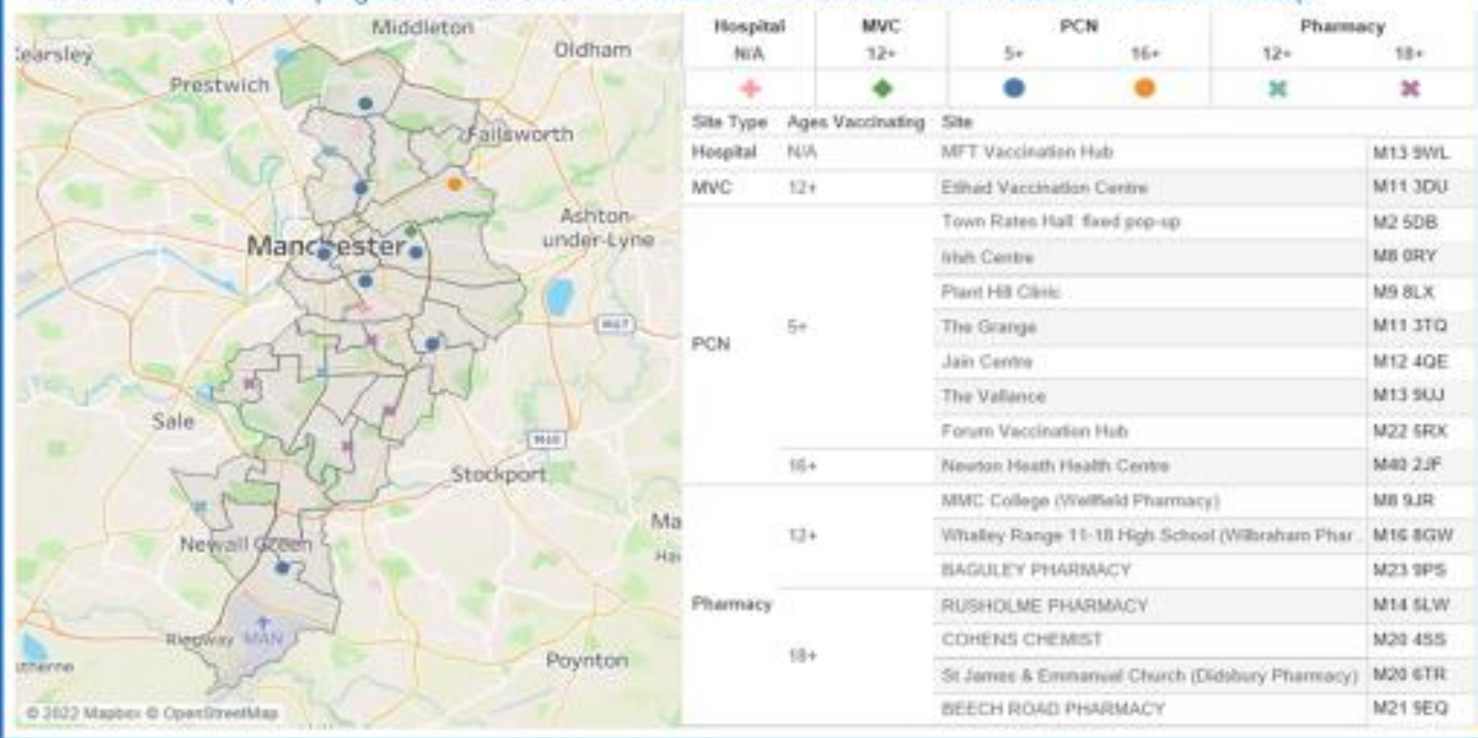 Middleton
Kearsley
Oldham
Prestwich
Failsworth
Ashton-
under-Lyne
Manchester
M67
Sale
M60
Stockport
Ma
Newall Green
Ringway MAN
Poynton
© 2022 Mapbox © OpenStreetMap
Hospital MVC PCN Pharmacy
N/A 12+ 5+ 16+ 12+ 18+
Site Type Ages Vaccinating Site
Hospital N/A MFT Vaccination Hub M13 9WL
MVC 12+ Etihad Vaccination Centre M11 3DU
PCN 5+ Town Rates Hall fixed pop-up M2 5DB
Irish Centre M8 0RY
Plant Hill Clinic M9 8LX
The Grange M11 3TQ
Jain Centre M12 4QE
The Vallance M13 9UJ
Forum Vaccination Hub M22 5RX
16+ Newton Heath Health Centre M40 2JF
Pharmacy 12+ MMC College (Wellfield Pharmacy) M8 9JR
Whalley Range 11-18 High School (Wilbraham Phar M16 8GW
BAGULEY PHARMACY M23 9PS
18+ RUSHOLME PHARMACY M14 5LW
COHENS CHEMIST M20 4SS
St James & Emmanual Church (Didsbury Pharmacy) M20 6TR
BEECH ROAD PHARMACY M21 9EQ